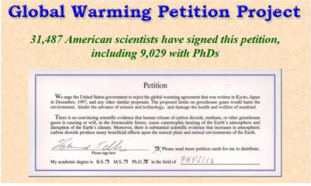 Global Warming Petition Project
31,487 American scientists have signed this petition,
including 9,029 with PhDs
Petition
We urge the United States government to reject the global warming agreement that was written in Kyoto, Japan
in December, 1997, and any other similar proposals. The proposed limits on greenhouse gases would harm the
environment, hinder the advance of science and technology, and damage the health and welfare of mankind.
There is no convincing scientific evidence that human release of carbon dioxide, methane, or other greenhouse
gases is causing or will, in the foreseeable future, cause catastrophic heating of the Earth's atmosphere and
disruption of the Earth's climate. Moreover, there is substantial scientific evidence that increases in atmospheric
carbon dioxide produce many beneficial effects upon the natural plant and animal environments of the Earth.
Edward Teller
Please send more petition cards for me to distribute.
Please sign here
My academic degree is B.S. M.S. Ph.D. in the field of PHYSICS